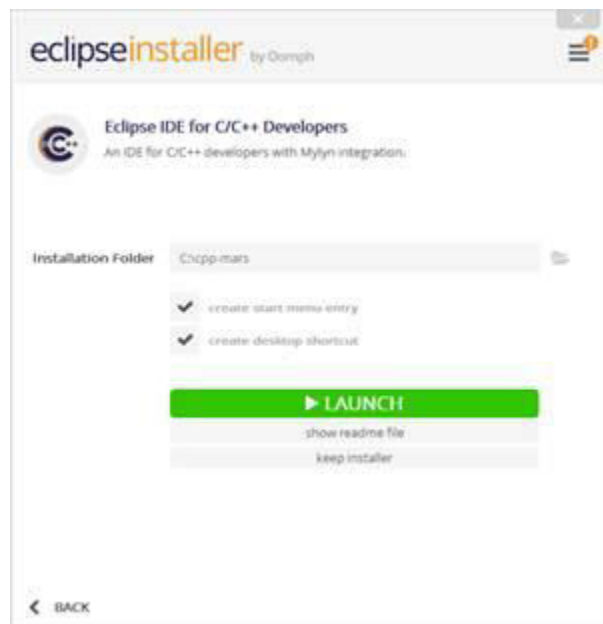 eclipseinstaller by Oomph
!
C++
Eclipse IDE for C/C++ Developers
An IDE for C/C++ developers with Mylyn integration.
Installation Folder C:\cpp-mars
create start menu entry
create desktop shortcut
LAUNCH
show readme file
keep installer
BACK